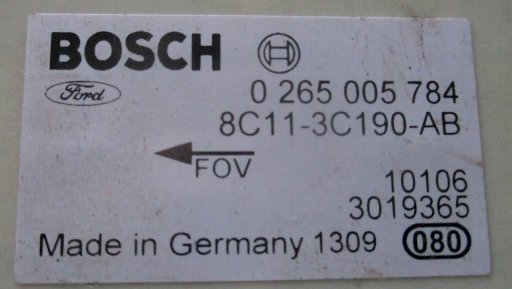 BOSCH
Ford
0 265 005 784
8C11-3C190-AB
FOV
10106
3019365
Made in Germany 1309 080